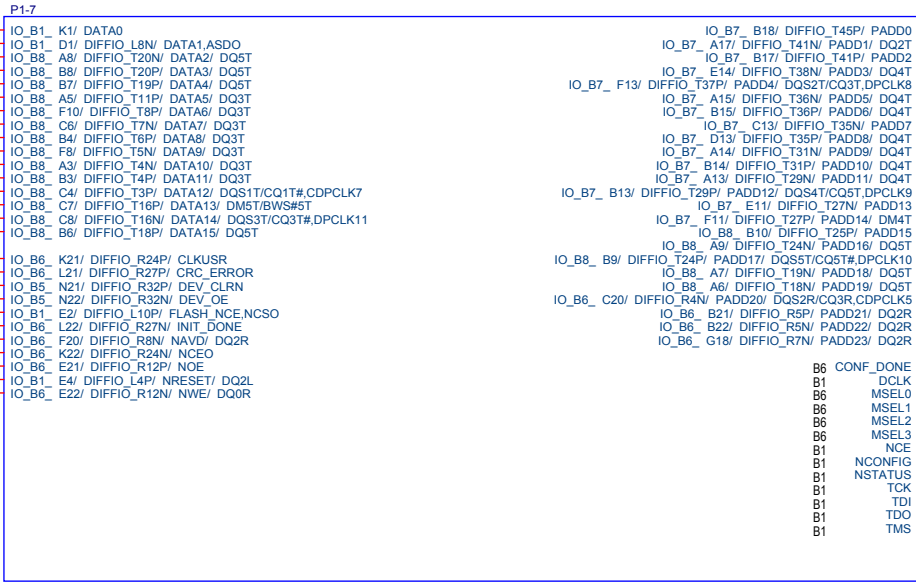 P1-7
IO_B1_ K1/ DATA0
IO_B1_ D1/ DIFFIO_L8N/ DATA1,ASDO
IO_B8_ A8/ DIFFIO_T20N/ DATA2/ DQ5T
IO_B8_ B8/ DIFFIO_T20P/ DATA3/ DQ5T
IO_B8_ B7/ DIFFIO_T19P/ DATA4/ DQ5T
IO_B8_ A5/ DIFFIO_T11P/ DATA5/ DQ3T
IO_B8_ F10/ DIFFIO_T8P/ DATA6/ DQ3T
IO_B8_ C6/ DIFFIO_T7N/ DATA7/ DQ3T
IO_B8_ B4/ DIFFIO_T6P/ DATA8/ DQ3T
IO_B8_ F8/ DIFFIO_T5N/ DATA9/ DQ3T
IO_B8_ A3/ DIFFIO_T4N/ DATA10/ DQ3T
IO_B8_ B3/ DIFFIO_T4P/ DATA11/ DQ3T
IO_B8_ C4/ DIFFIO_T3P/ DATA12/ DQS1T/CQ1T#,CDPCLK7
IO_B8_ C7/ DIFFIO_T16P/ DATA13/ DM5T/BWS#5T
IO_B8_ C8/ DIFFIO_T16N/ DATA14/ DQS3T/CQ3T#,DPCLK11
IO_B8_ B6/ DIFFIO_T18P/ DATA15/ DQ5T
IO_B6_ K21/ DIFFIO_R24P/ CLKUSR
IO_B6_ L21/ DIFFIO_R27P/ CRC_ERROR
IO_B5_ N21/ DIFFIO_R32P/ DEV_CLRN
IO_B5_ N22/ DIFFIO_R32N/ DEV_OE
IO_B1_ E2/ DIFFIO_L10P/ FLASH_NCE,NCSO
IO_B6_ L22/ DIFFIO_R27N/ INIT_DONE
IO_B6_ F20/ DIFFIO_R8N/ NAVD/ DQ2R
IO_B6_ K22/ DIFFIO_R24N/ NCEO
IO_B6_ E21/ DIFFIO_R12P/ NOE
IO_B1_ E4/ DIFFIO_L4P/ NRESET/ DQ2L
IO_B6_ E22/ DIFFIO_R12N/ NWE/ DQ0R
IO_B7_ B18/ DIFFIO_T45P/ PADD0
IO_B7_ A17/ DIFFIO_T41N/ PADD1/ DQ2T
IO_B7_ B17/ DIFFIO_T41P/ PADD2
IO_B7_ E14/ DIFFIO_T38N/ PADD3/ DQ4T
IO_B7_ F13/ DIFFIO_T37P/ PADD4/ DQS2T/CQ3T,DPCLK8
IO_B7_ A15/ DIFFIO_T36N/ PADD5/ DQ4T
IO_B7_ B15/ DIFFIO_T36P/ PADD6/ DQ4T
IO_B7_ C13/ DIFFIO_T35N/ PADD7
IO_B7_ D13/ DIFFIO_T35P/ PADD8/ DQ4T
IO_B7_ A14/ DIFFIO_T31N/ PADD9/ DQ4T
IO_B7_ B14/ DIFFIO_T31P/ PADD10/ DQ4T
IO_B7_ A13/ DIFFIO_T29N/ PADD11/ DQ4T
IO_B7_ B13/ DIFFIO_T29P/ PADD12/ DQS4T/CQ5T,DPCLK9
IO_B7_ E11/ DIFFIO_T27N/ PADD13
IO_B7_ F11/ DIFFIO_T27P/ PADD14/ DM4T
IO_B8_ B10/ DIFFIO_T25P/ PADD15
IO_B8_ A9/ DIFFIO_T24N/ PADD16/ DQ5T
IO_B8_ B9/ DIFFIO_T24P/ PADD17/ DQS5T/CQ5T#,DPCLK10
IO_B8_ A7/ DIFFIO_T19N/ PADD18/ DQ5T
IO_B8_ A6/ DIFFIO_T18N/ PADD19/ DQ5T
IO_B6_ C20/ DIFFIO_R4N/ PADD20/ DQS2R/CQ3R,CDPCLK5
IO_B6_ B21/ DIFFIO_R5P/ PADD21/ DQ2R
IO_B6_ B22/ DIFFIO_R5N/ PADD22/ DQ2R
IO_B6_ G18/ DIFFIO_R7N/ PADD23/ DQ2R
B6 CONF_DONE
B1 DCLK
B6 MSEL0
B6 MSEL1
B6 MSEL2
B6 MSEL3
B1 NCE
B1 NCONFIG
B1 NSTATUS
B1 TCK
B1 TDI
B1 TDO
B1 TMS